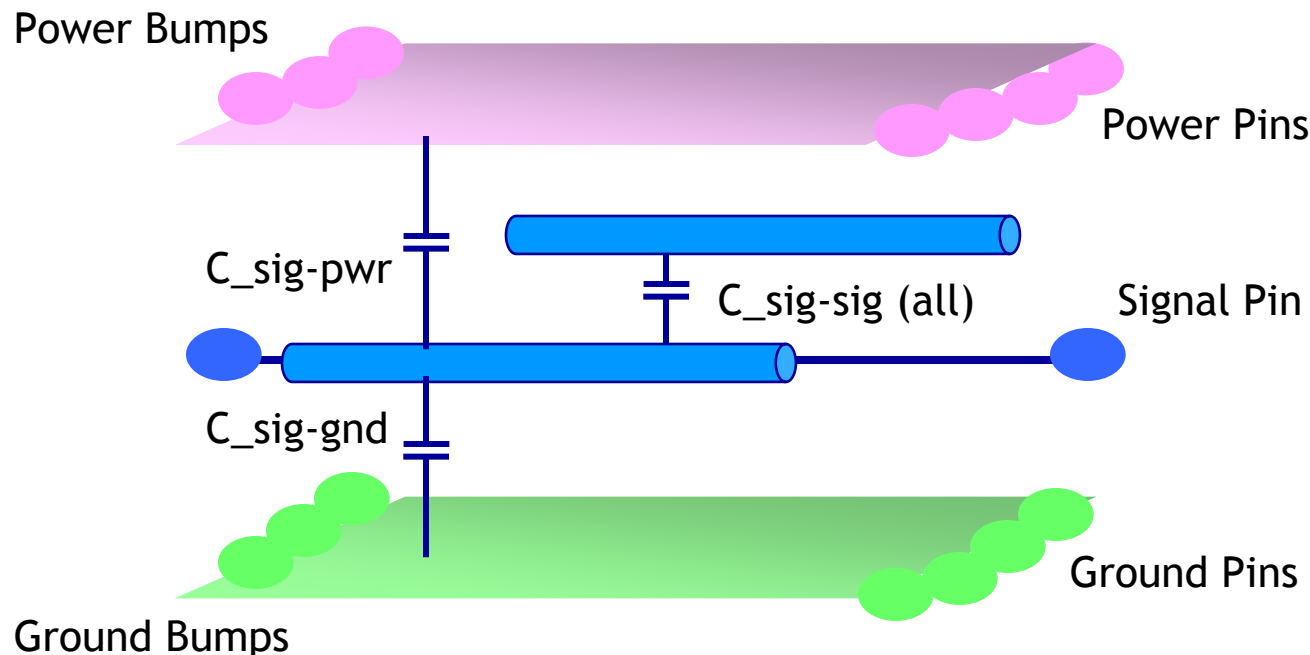 Power Bumps
Power Pins
C_sig-pwr
C_sig-sig (all)
Signal Pin
C_sig-gnd
Ground Pins
Ground Bumps